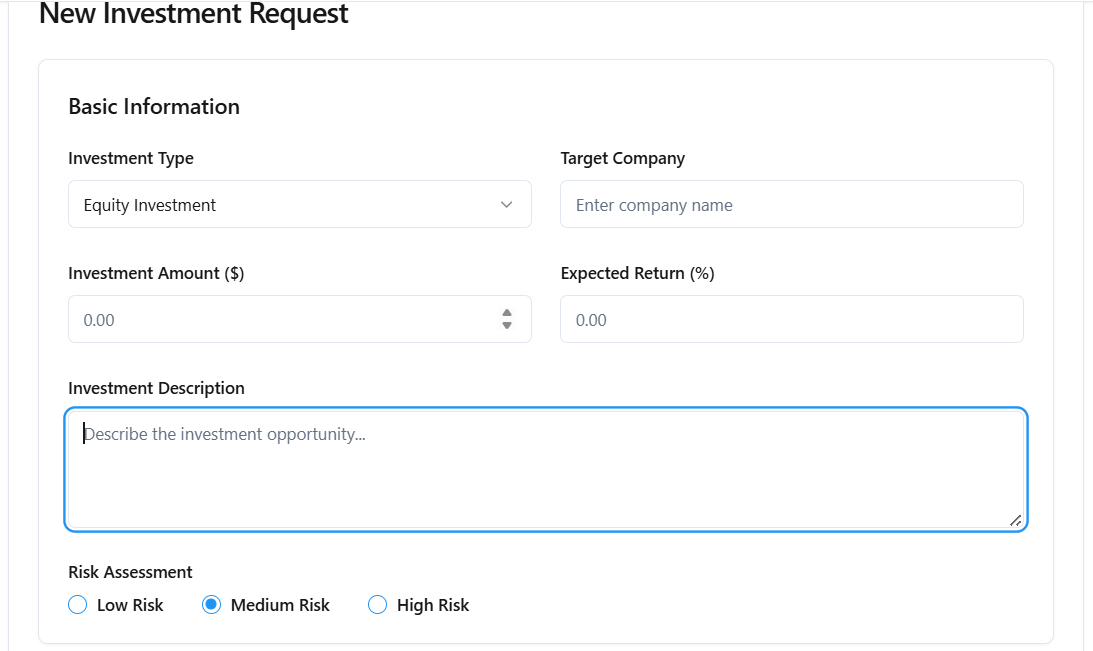 New Investment Request
Basic Information
Investment Type
Target Company
Equity Investment
Enter company name
Investment Amount ($)
Expected Return (%)
0.00
0.00
Investment Description
Describe the investment opportunity...
Risk Assessment
Low Risk
Medium Risk
High Risk